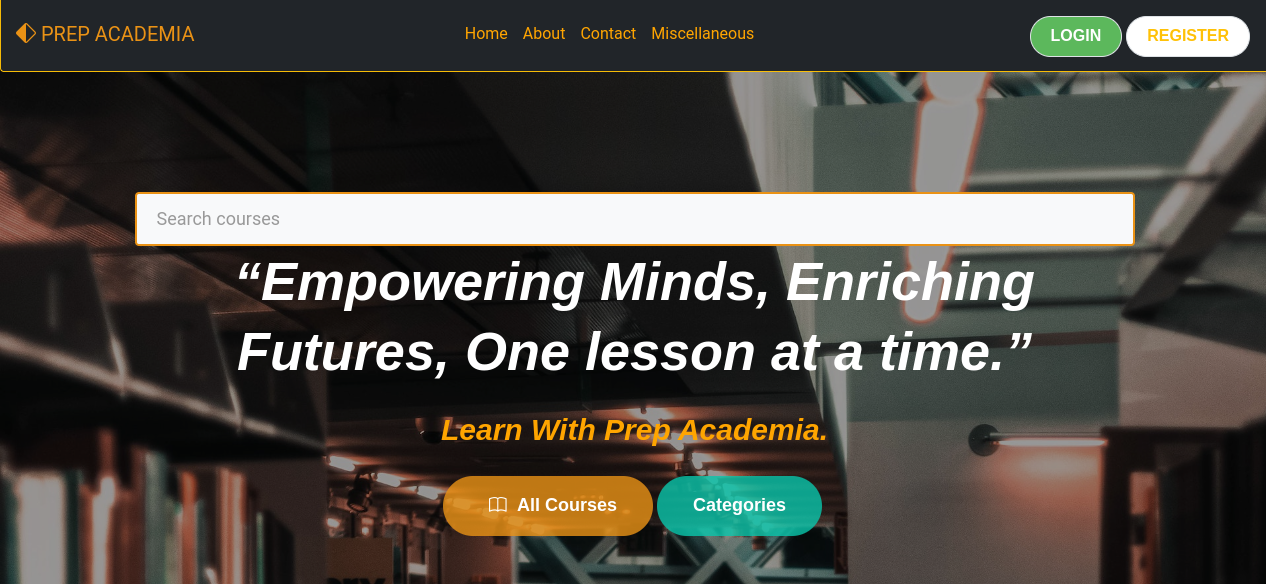 PREP ACADEMIA
Home About Contact Miscellaneous
LOGIN REGISTER
Search courses
“Empowering Minds, Enriching
Futures, One lesson at a time.”
Learn With Prep Academia.
All Courses Categories